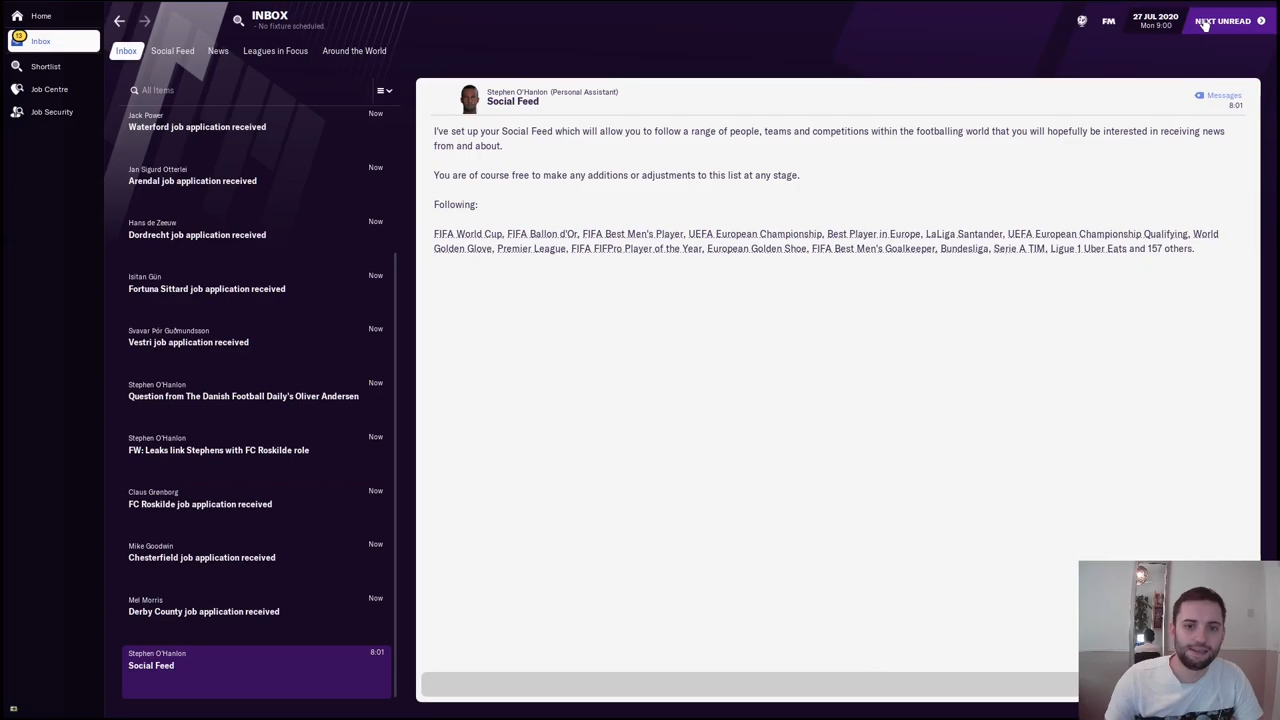 Home
13
Inbox
Shortlist
Job Centre
Job Security
INBOX
- No fixture scheduled.
FM
27 JUL 2020
Mon 9:00
NEXT UNREAD
Inbox
Social Feed
News
Leagues in Focus
Around the World
All Items
Jack Power
Now
Waterford job application received
Jan Sigurd Otterlei
Now
Arendal job application received
Hans de Zeeuw
Now
Dordrecht job application received
Isitan Gün
Now
Fortuna Sittard job application received
Svavar Þór Guðmundsson
Now
Vestri job application received
Stephen O'Hanlon
Now
Question from The Danish Football Daily's Oliver Andersen
Stephen O'Hanlon
Now
FW: Leaks link Stephens with FC Roskilde role
Claus Grønborg
Now
FC Roskilde job application received
Mike Goodwin
Now
Chesterfield job application received
Mel Morris
Now
Derby County job application received
Stephen O'Hanlon
8:01
Social Feed
Stephen O'Hanlon (Personal Assistant)
Social Feed
Messages
8:01
I've set up your Social Feed which will allow you to follow a range of people, teams and competitions within the footballing world that you will hopefully be interested in receiving news
from and about.
You are of course free to make any additions or adjustments to this list at any stage.
Following:
FIFA World Cup, FIFA Ballon d'Or, FIFA Best Men's Player, UEFA European Championship, Best Player in Europe, LaLiga Santander, UEFA European Championship Qualifying, World
Golden Glove, Premier League, FIFA FIFPro Player of the Year, European Golden Shoe, FIFA Best Men's Goalkeeper, Bundesliga, Serie A TIM, Ligue 1 Uber Eats and 157 others.